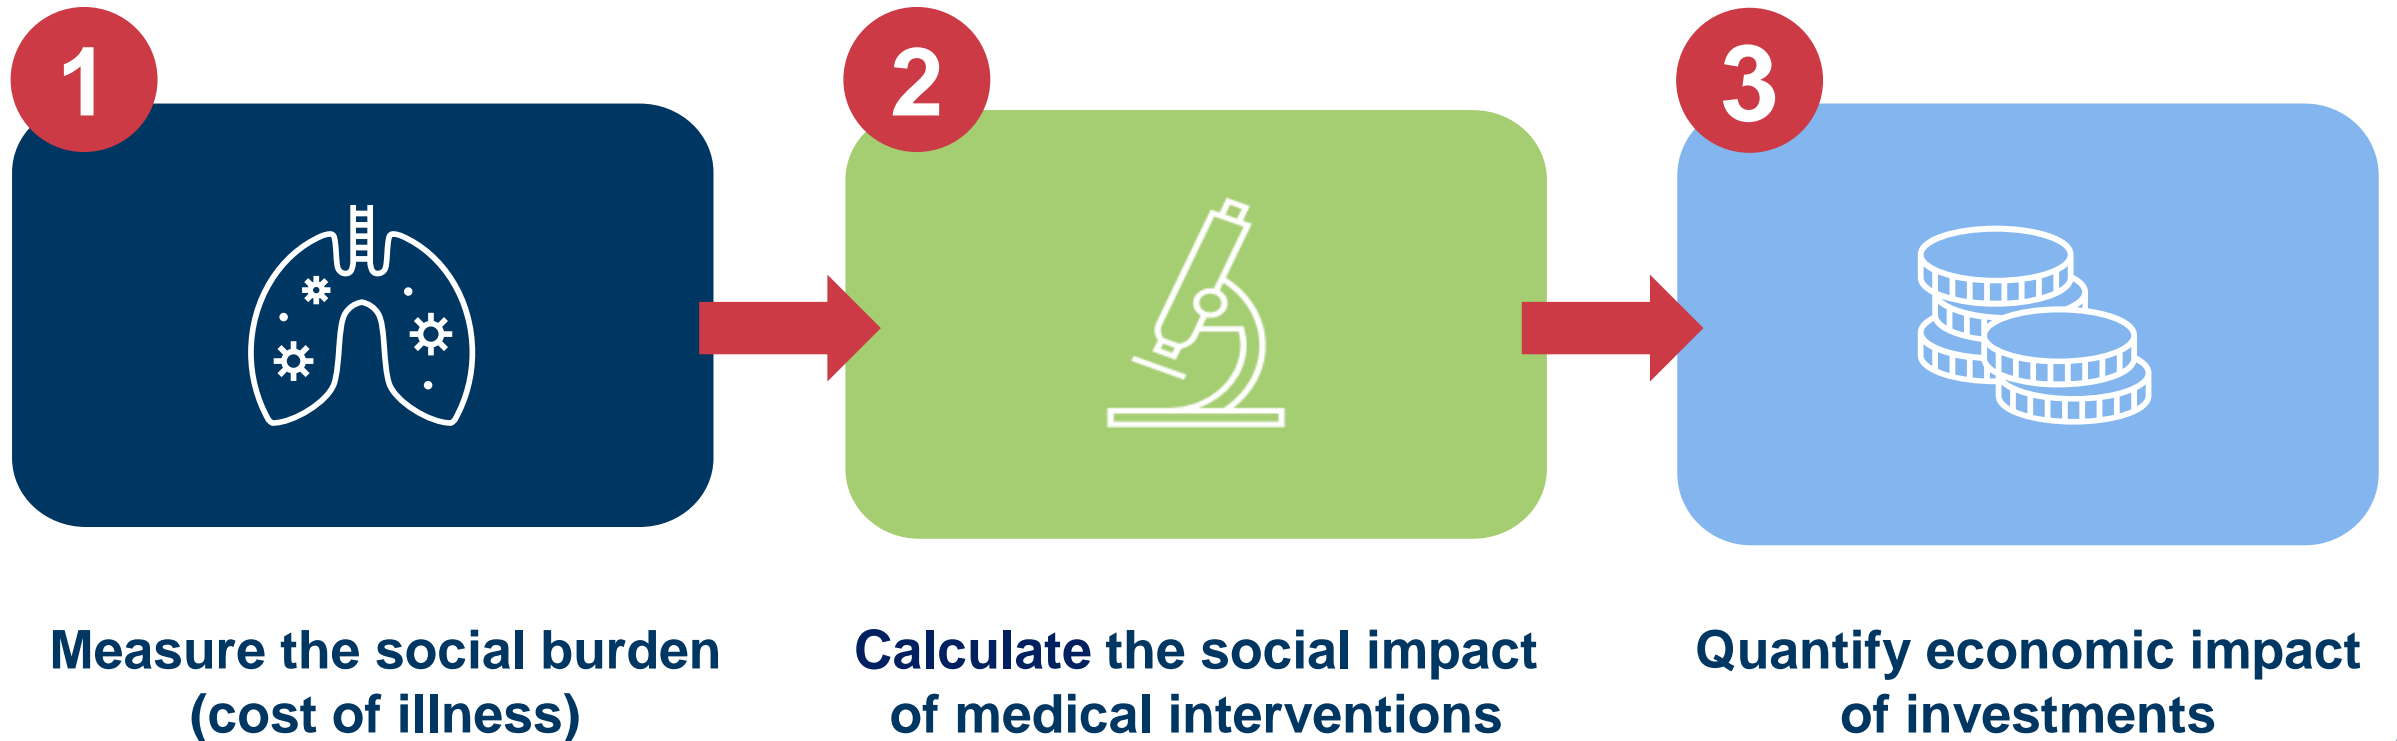 1
2
3
Measure the social burden
(cost of illness)
Calculate the social impact
of medical interventions
Quantify economic impact
of investments